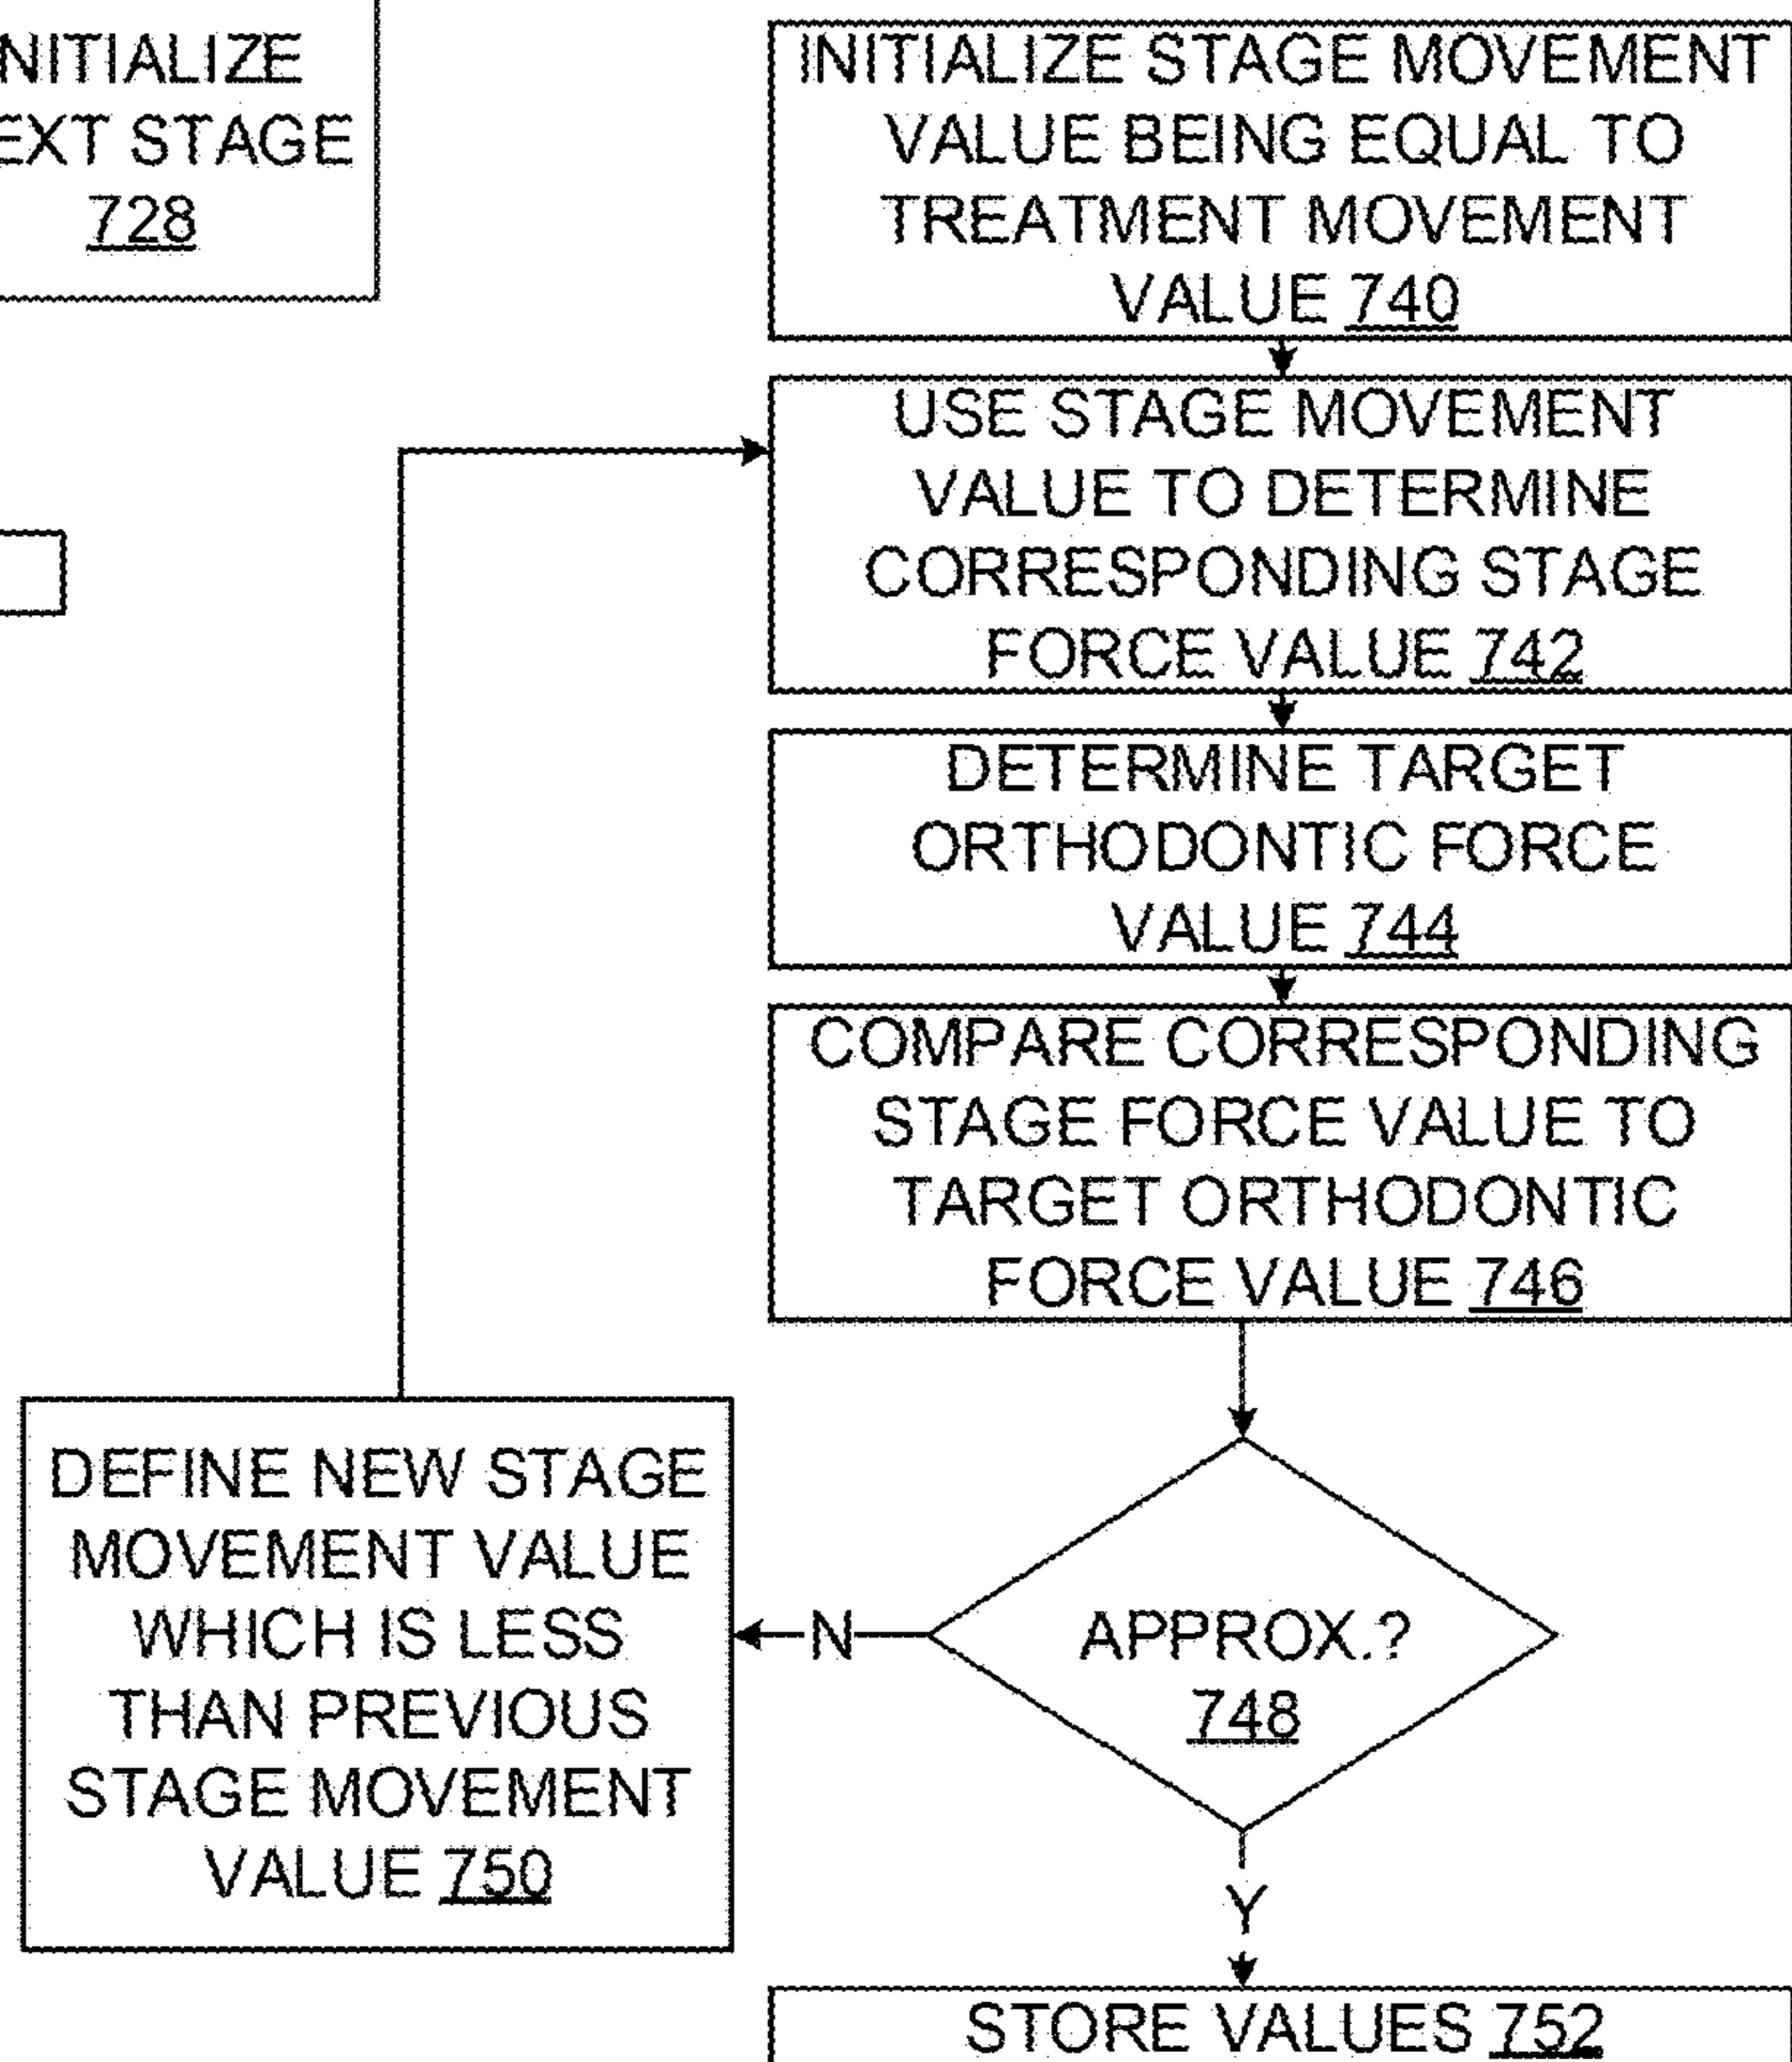 NITIALIZE
EXT STAGE
728
INITIALIZE STAGE MOVEMENT
VALUE BEING EQUAL TO
TREATMENT MOVEMENT
VALUE 740
USE STAGE MOVEMENT
VALUE TO DETERMINE
CORRESPONDING STAGE
FORCE VALUE 742
DETERMINE TARGET
ORTHODONTIC FORCE
VALUE 744
COMPARE CORRESPONDING
STAGE FORCE VALUE TO
TARGET ORTHODONTIC
FORCE VALUE 746
APPROX.?
748
N
DEFINE NEW STAGE
MOVEMENT VALUE
WHICH IS LESS
THAN PREVIOUS
STAGE MOVEMENT
VALUE 750
Y
STORE VALUES 752